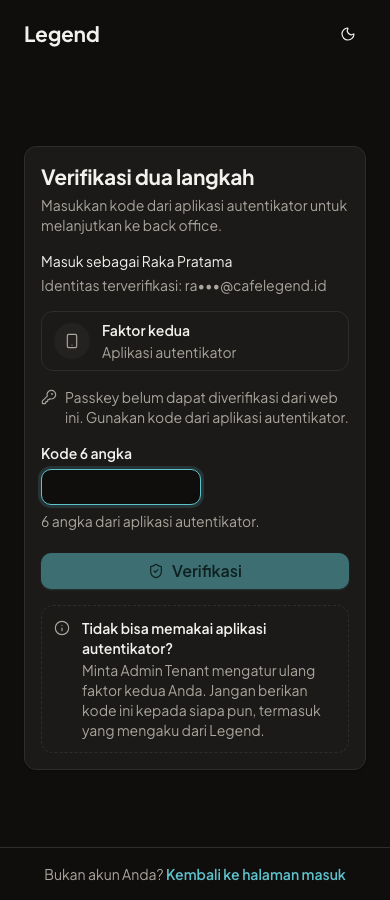 Legend
Verifikasi dua langkah
Masukkan kode dari aplikasi autentikator untuk
melanjutkan ke back office.
Masuk sebagai Raka Pratama
Identitas terverifikasi: ra•••@cafelegend.id
Faktor kedua
Aplikasi autentikator
Passkey belum dapat diverifikasi dari web
ini. Gunakan kode dari aplikasi autentikator.
Kode 6 angka
6 angka dari aplikasi autentikator.
Verifikasi
Tidak bisa memakai aplikasi
autentikator?
Minta Admin Tenant mengatur ulang
faktor kedua Anda. Jangan berikan
kode ini kepada siapa pun, termasuk
yang mengaku dari Legend.
Bukan akun Anda? Kembali ke halaman masuk